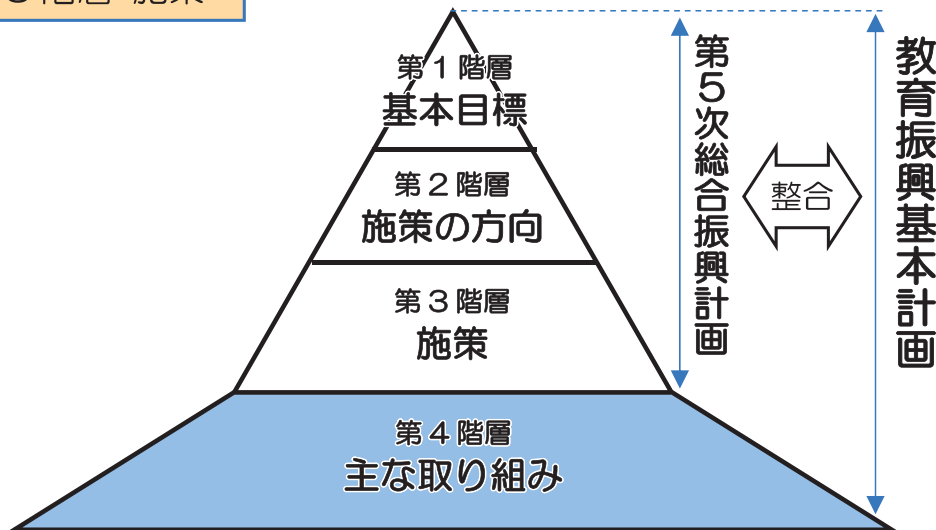 第1階層
基本目標
第2階層
施策の方向
第3階層
施策
第4階層
主な取り組み
第5次総合振興計画
整合
教育振興基本計画